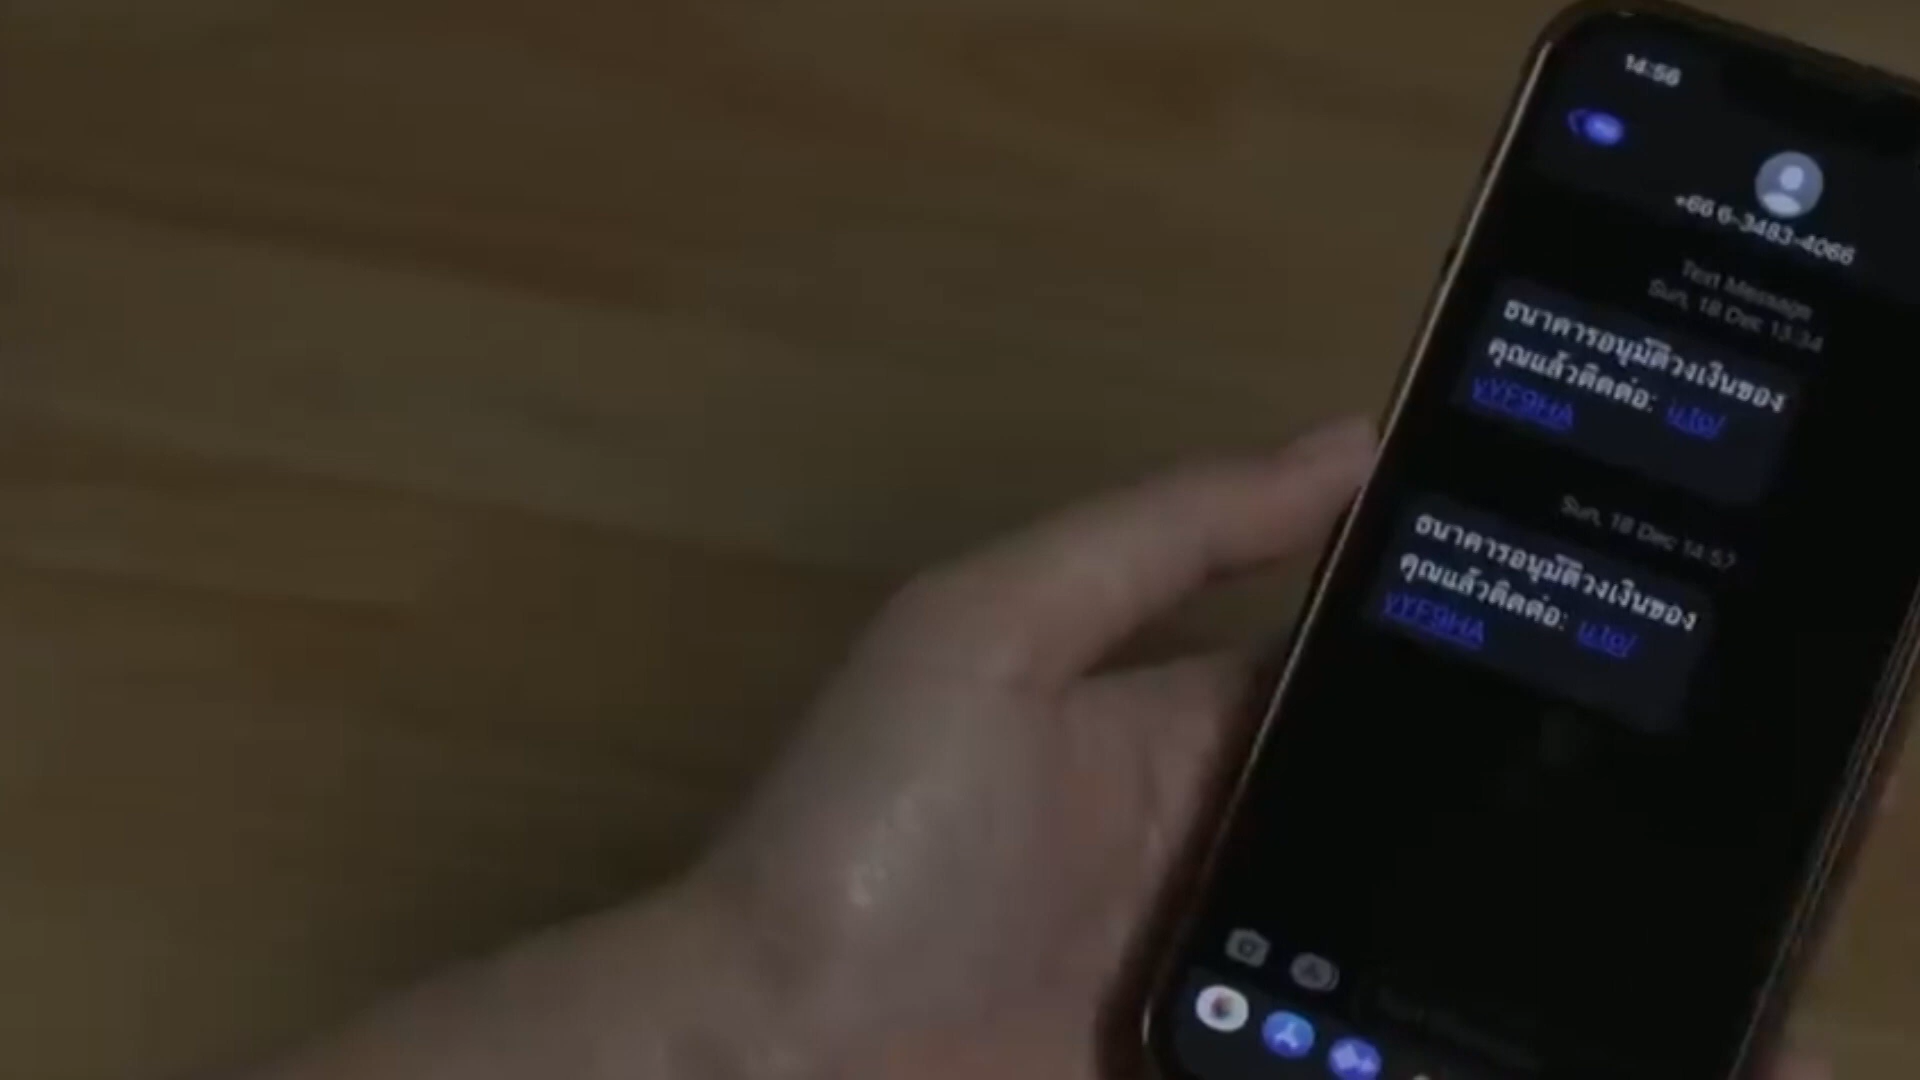 14:56
+66 6-3483-4066
Text Message
Sun, 18 Dec 13:34
ธนาคารอนุมัติวงเงินของ
คุณแล้วติดต่อ: u.to/
yYF9HA
Sun, 18 Dec 14:57
ธนาคารอนุมัติวงเงินของ
คุณแล้วติดต่อ: u.to/
yYF9HA